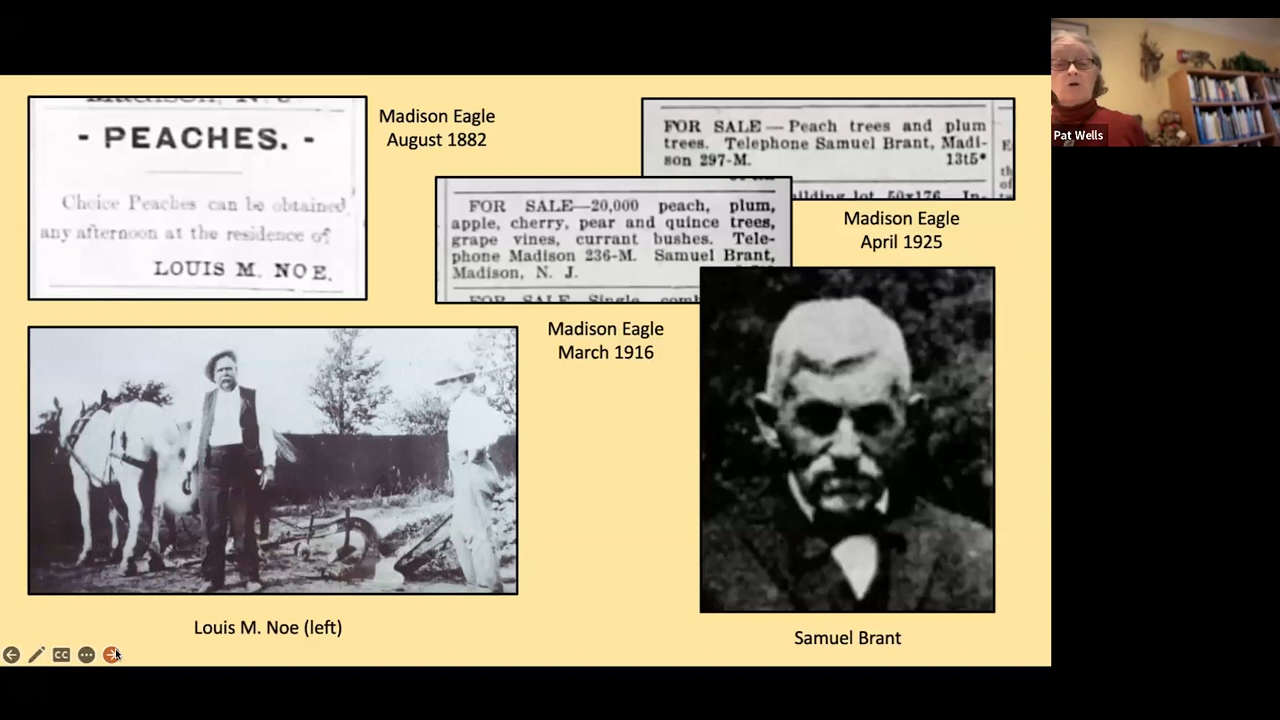 - PEACHES. -
Choice Peaches can be obtained
any afternoon at the residence of
LOUIS M. NOE.
Madison Eagle
August 1882
FOR SALE — Peach trees and plum
trees. Telephone Samuel Brant, Madi-
son 297-M. 13t5*
Madison Eagle
April 1925
FOR SALE—20,000 peach, plum,
apple, cherry, pear and quince trees,
grape vines, currant bushes. Tele-
phone Madison 236-M. Samuel Brant,
Madison, N. J.
Madison Eagle
March 1916
Louis M. Noe (left)
Samuel Brant
Pat Wells
CC